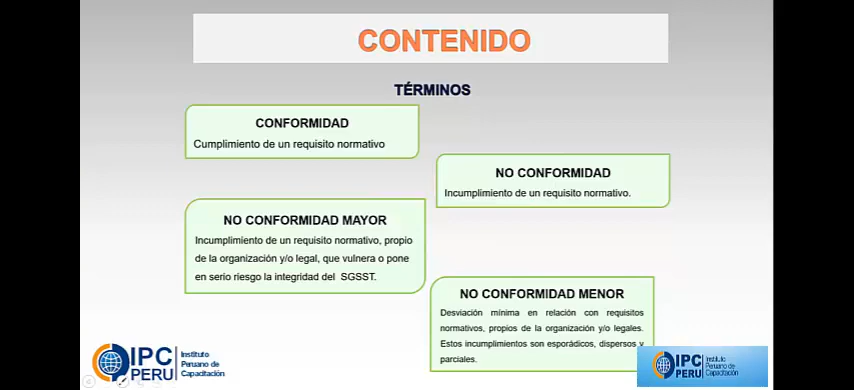 CONTENIDO
TÉRMINOS
CONFORMIDAD
Cumplimiento de un requisito normativo
NO CONFORMIDAD
Incumplimiento de un requisito normativo.
NO CONFORMIDAD MAYOR
Incumplimiento de un requisito normativo, propio
de la organización y/o legal, que vulnera o pone
en serio riesgo la integridad del SGSST.
NO CONFORMIDAD MENOR
Desviación mínima en relación con requisitos
normativos, propios de la organización y/o legales.
Estos incumplimientos son esporádicos, dispersos y
parciales.
IPC
PERU
Instituto
Peruano de
Capacitación
IPC
PERU
Instituto
Peruano de
Capacitación